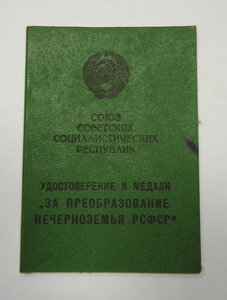 СОЮЗ
СОВЕТСКИХ
СОЦИАЛИСТИЧЕСКИХ
РЕСПУБЛИК
УДОСТОВЕРЕНИЕ К МЕДАЛИ
„ЗА ПРЕОБРАЗОВАНИЕ
НЕЧЕРНОЗЕМЬЯ РСФСР“